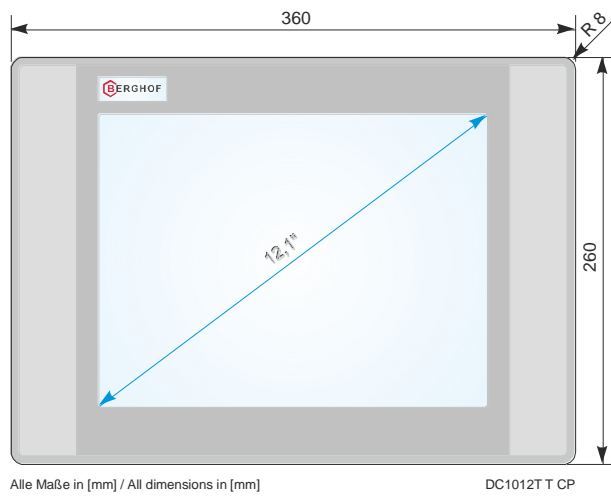 360
R 8
BERGHOF
12,1"
260
Alle Maße in [mm] / All dimensions in [mm]
DC1012T T CP